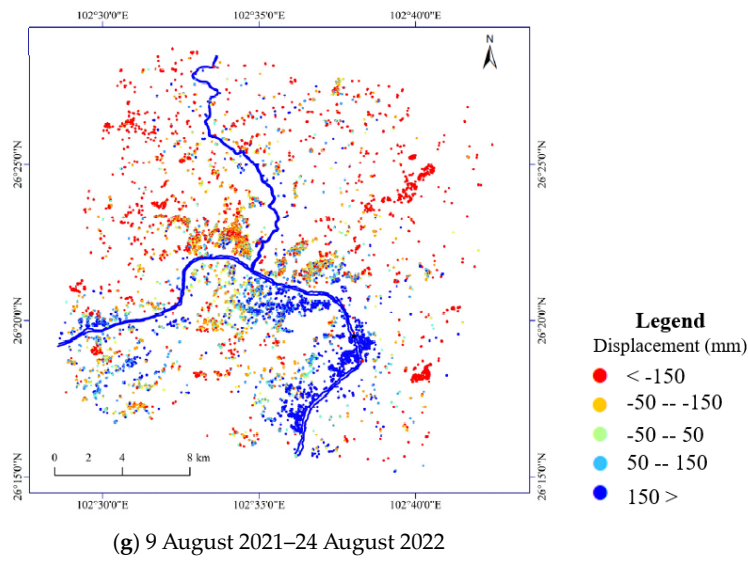 102°30'0"E 102°35'0"E 102°40'0"E
N
26°25'0"N 26°25'0"N
26°20'0"N 26°20'0"N
26°15'0"N 26°15'0"N
0 2 4 8 km
102°30'0"E 102°35'0"E 102°40'0"E
Legend
Displacement (mm)
< -150
-50 -- -150
-50 -- 50
50 -- 150
150 >
(g) 9 August 2021–24 August 2022